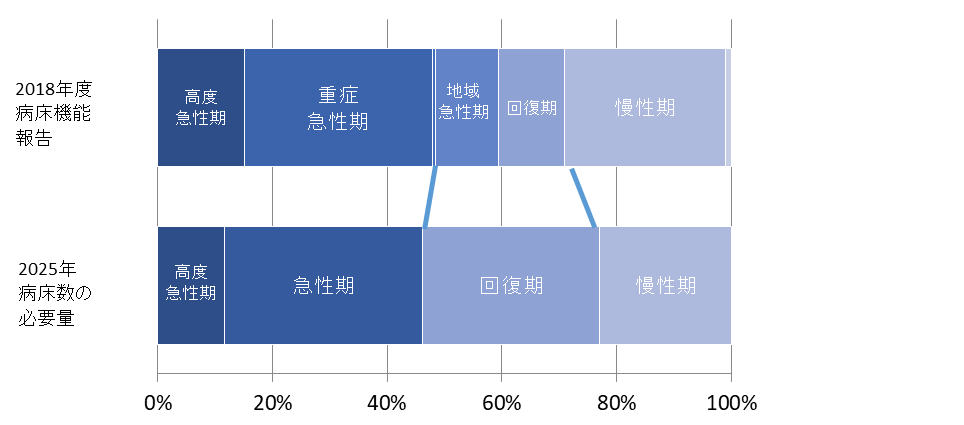 2018年度
病床機能
報告
高度
急性期
重症
急性期
地域
急性期
回復期
慢性期
2025年
病床数の
必要量
高度
急性期
急性期
回復期
慢性期
0%
20%
40%
60%
80%
100%